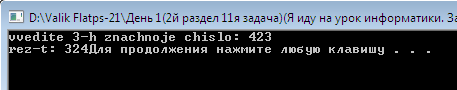 D:\Valik Flatps-21\День 1(2й раздел 11я задача)(Я иду на урок информатики. За
vvedite 3-h znachnoje chislo: 423
rez-t: 324Для продолжения нажмите любую клавишу . . .